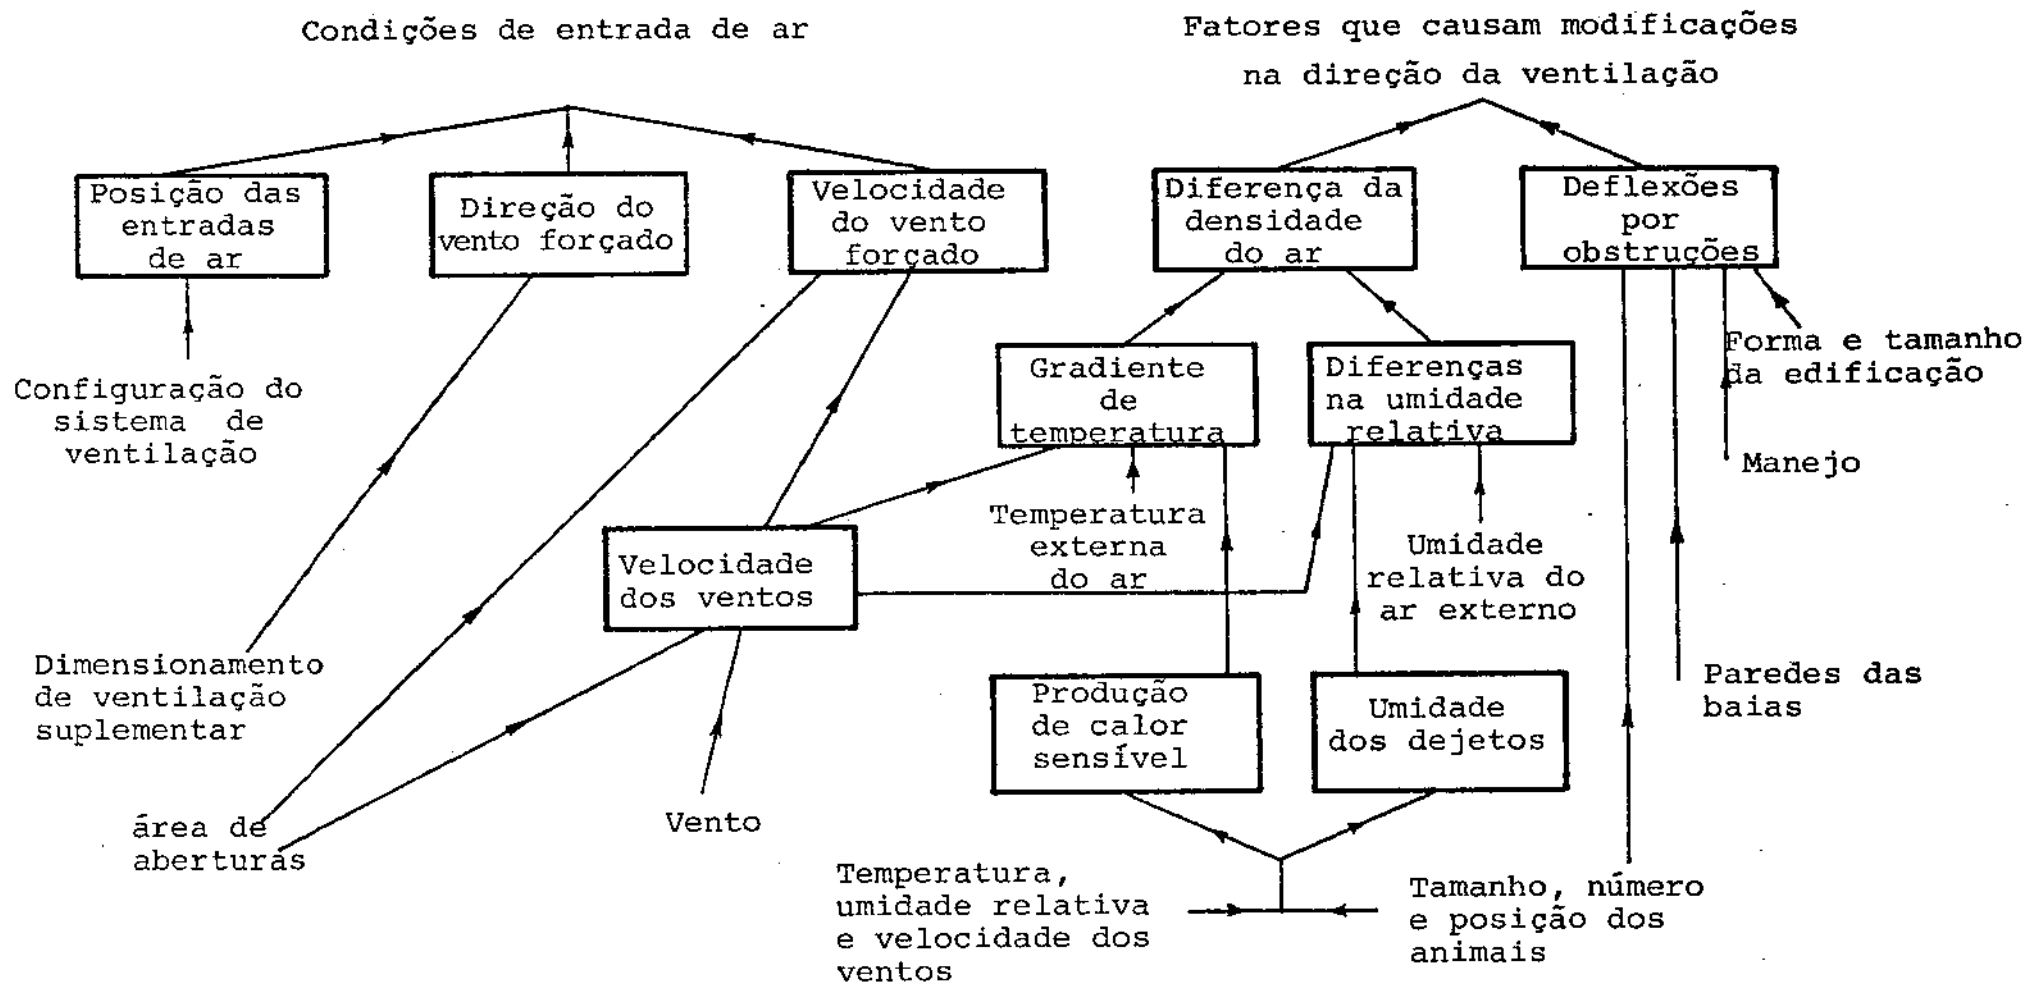 Condições de entrada de ar
Fatores que causam modificações
na direção da ventilação
Posição das
entradas
de ar
Direção do
vento forçado
Velocidade
do vento
forçado
Diferença da
densidade
do ar
Deflexões
por
obstruções
Configuração do
sistema de
ventilação
Gradiente
de
temperatura
Diferenças
na umidade
relativa
Forma e tamanho
da edificação
Manejo
Velocidade
dos ventos
Temperatura
externa
do ar
Umidade
relativa do
ar externo
Dimensionamento
de ventilação
suplementar
Produção
de calor
sensível
Umidade
dos dejetos
Paredes das
baias
área de
aberturas
Vento
Temperatura,
umidade relativa
e velocidade dos
ventos
Tamanho, número
e posição dos
animais